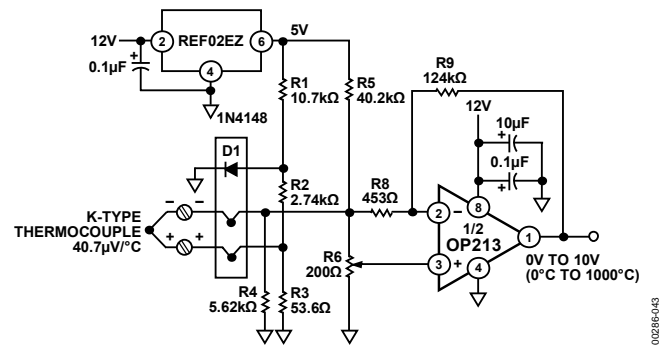 12V
2
REF02EZ
6
5V
0.1µF
+
4
R1
10.7kΩ
R5
40.2kΩ
R9
124kΩ
1N4148
D1
12V
10µF
+
0.1µF
+
R2
2.74kΩ
R8
453Ω
K-TYPE
THERMOCOUPLE
40.7µV/°C
– –
+ +
2
–
8
1/2
OP213
1
3
+
4
R6
200Ω
R4
5.62kΩ
R3
53.6Ω
0V TO 10V
(0°C TO 1000°C)
00286-043